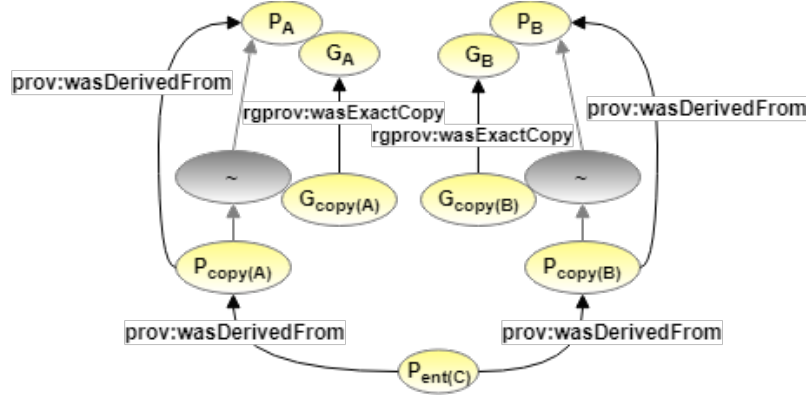 P_A
P_B
G_A
G_B
prov:wasDerivedFrom
rgprov:wasExactCopy
prov:wasDerivedFrom
rgprov:wasExactCopy
~
~
G_copy(A)
G_copy(B)
P_copy(A)
P_copy(B)
prov:wasDerivedFrom
prov:wasDerivedFrom
P_ent(C)